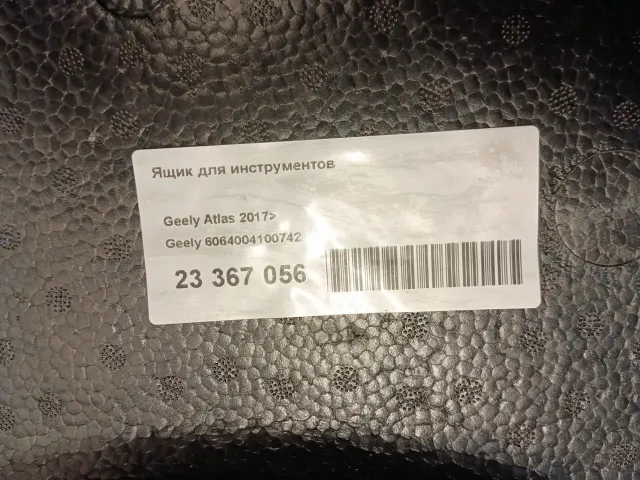 Ящик для инструментов
Geely Atlas 2017>
Geely 6064004100742
23 367 056